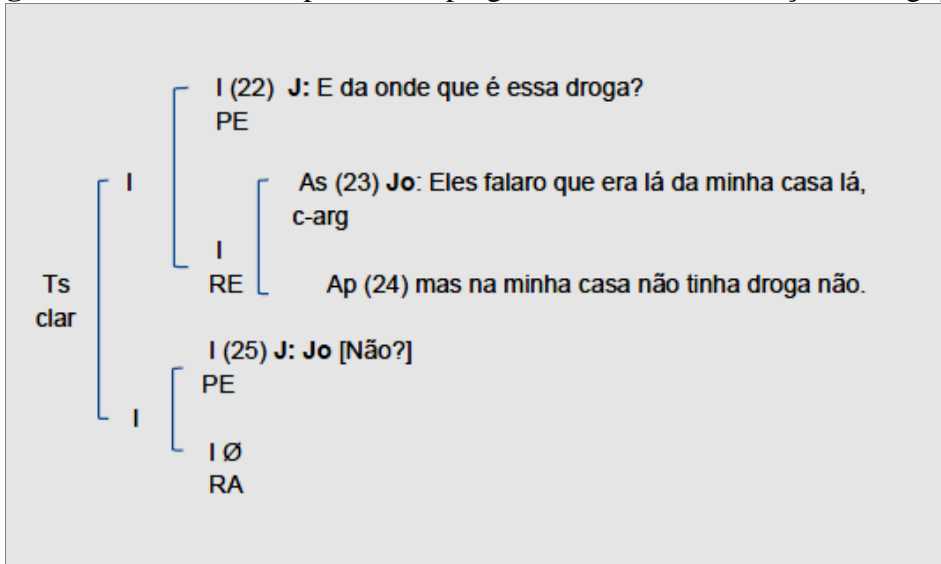 I (22) J: E da onde que é essa droga?
PE
I
As (23) Jo: Eles falaro que era lá da minha casa lá,
c-arg
I
RE
Ap (24) mas na minha casa não tinha droga não.
Ts
clar
I (25) J: Jo [Não?]
PE
I
I Ø
RA